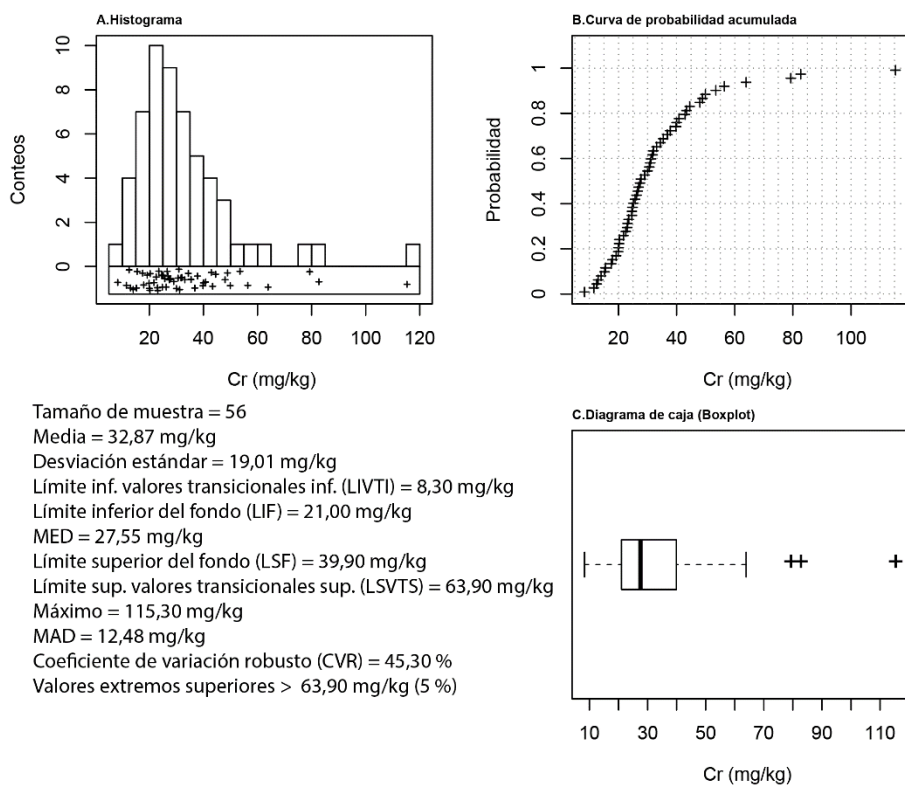 A.Histograma
Conteos
10
8
6
4
2
0
20 40 60 80 100 120
Cr (mg/kg)
B.Curva de probabilidad acumulada
Probabilidad
1
0.8
0.6
0.4
0.2
0
20 40 60 80 100
Cr (mg/kg)
Tamaño de muestra = 56
Media = 32,87 mg/kg
Desviación estándar = 19,01 mg/kg
Límite inf. valores transicionales inf. (LIVTI) = 8,30 mg/kg
Límite inferior del fondo (LIF) = 21,00 mg/kg
MED = 27,55 mg/kg
Límite superior del fondo (LSF) = 39,90 mg/kg
Límite sup. valores transicionales sup. (LSVTS) = 63,90 mg/kg
Máximo = 115,30 mg/kg
MAD = 12,48 mg/kg
Coeficiente de variación robusto (CVR) = 45,30 %
Valores extremos superiores > 63,90 mg/kg (5 %)
C.Diagrama de caja (Boxplot)
10 30 50 70 90 110
Cr (mg/kg)